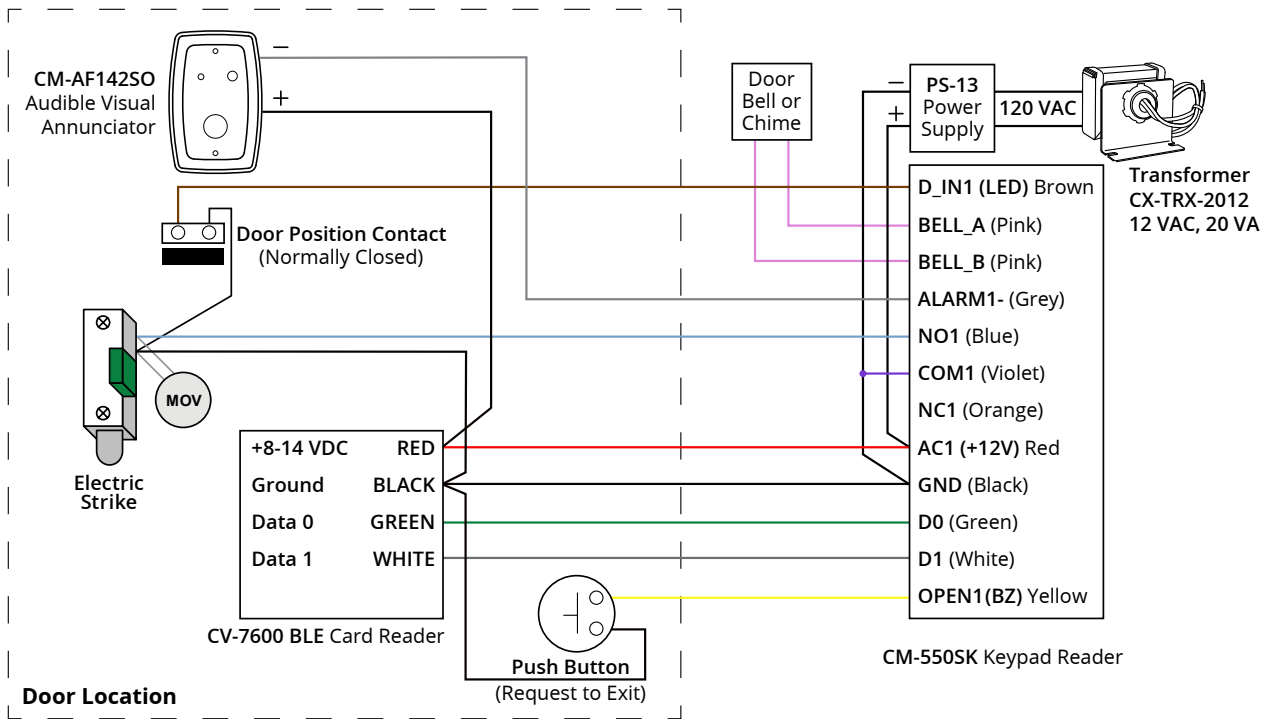 CM-AF142SO
Audible Visual
Annunciator
−
+
Door
Bell or
Chime
−
+
PS-13
Power
Supply
120 VAC
Transformer
CX-TRX-2012
12 VAC, 20 VA
Door Position Contact
(Normally Closed)
MOV
Electric
Strike
D_IN1 (LED) Brown
BELL_A (Pink)
BELL_B (Pink)
ALARM1- (Grey)
NO1 (Blue)
COM1 (Violet)
NC1 (Orange)
AC1 (+12V) Red
GND (Black)
D0 (Green)
D1 (White)
OPEN1(BZ) Yellow
CM-550SK Keypad Reader
+8-14 VDC RED
Ground BLACK
Data 0 GREEN
Data 1 WHITE
CV-7600 BLE Card Reader
Push Button
(Request to Exit)
Door Location